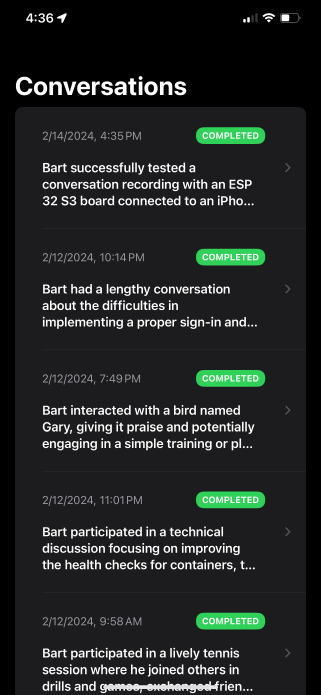 4:36
Conversations
2/14/2024, 4:35 PM
COMPLETED
Bart successfully tested a
conversation recording with an ESP
32 S3 board connected to an iPho...
2/12/2024, 10:14 PM
COMPLETED
Bart had a lengthy conversation
about the difficulties in
implementing a proper sign-in and...
2/12/2024, 7:49 PM
COMPLETED
Bart interacted with a bird named
Gary, giving it praise and potentially
engaging in a simple training or pl...
2/12/2024, 11:01 PM
COMPLETED
Bart participated in a technical
discussion focusing on improving
the health checks for containers, t...
2/12/2024, 9:58 AM
COMPLETED
Bart participated in a lively tennis
session where he joined others in
drills and games, exchanged frien...